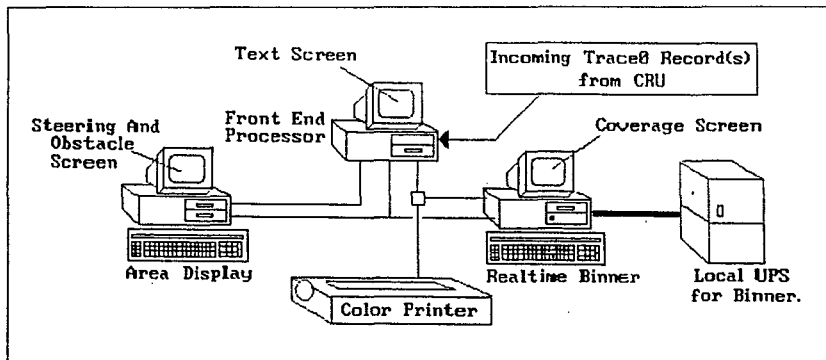 Text Screen
Incoming Trace0 Record(s)
from CRU
Front End
Processor
Steering And
Obstacle
Screen
Coverage Screen
Area Display
Realtime Binner
Local UPS
for Binner.
Color Printer